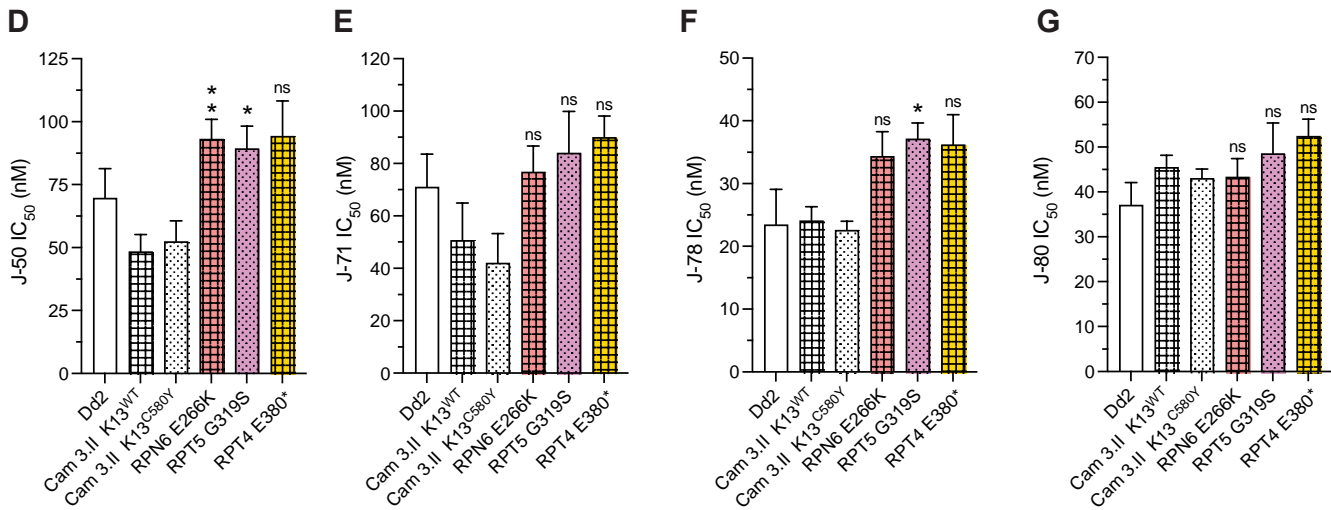 D
J-50 IC50 (nM)
125
100
75
50
25
0
* *
*
ns
Dd2
Cam 3.II K13WT
Cam 3.II K13C580Y
RPN6 E266K
RPT5 G319S
RPT4 E380*
E
J-71 IC50 (nM)
120
100
80
60
40
20
0
ns
ns
ns
Dd2
Cam 3.II K13WT
Cam 3.II K13C580Y
RPN6 E266K
RPT5 G319S
RPT4 E380*
F
J-78 IC50 (nM)
50
40
30
20
10
0
ns
*
ns
Dd2
Cam 3.II K13WT
Cam 3.II K13C580Y
RPN6 E266K
RPT5 G319S
RPT4 E380*
G
J-80 IC50 (nM)
70
60
50
40
30
20
10
0
ns
ns
ns
Dd2*
Cam 3.II K13WT
Cam 3.II K13C580Y
RPN6 E266K
RPT5 G319S
RPT4 E380*